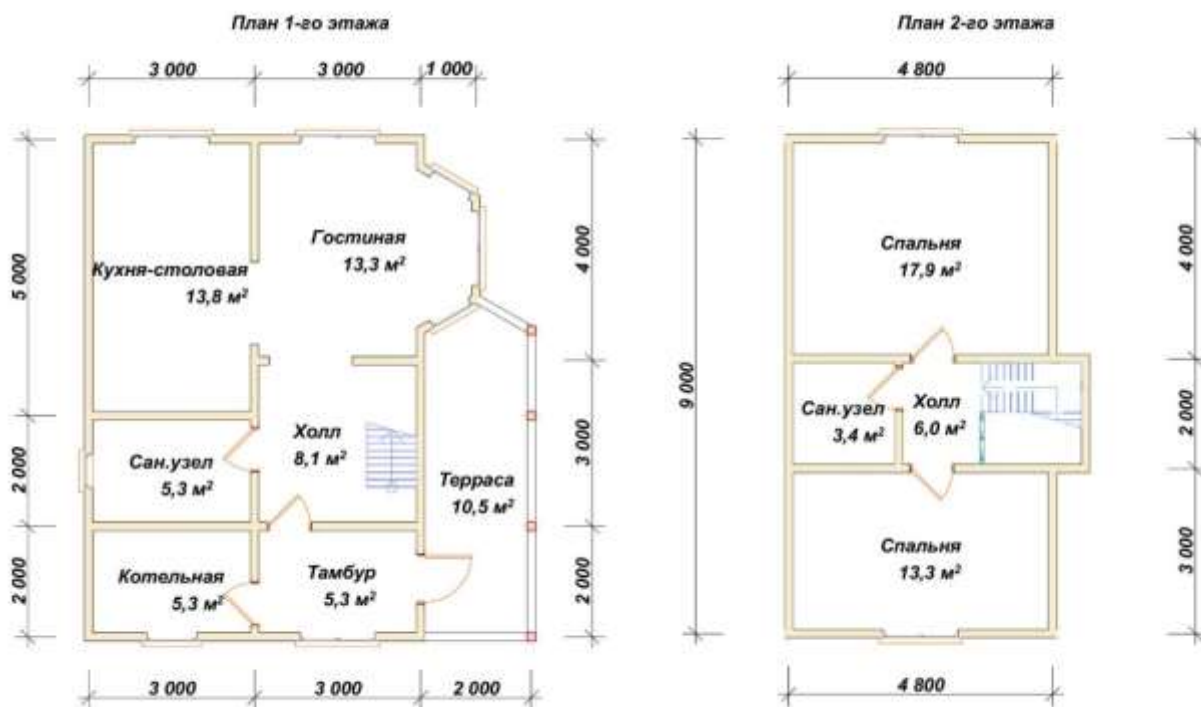 План 1-го этажа
План 2-го этажа
3 000
3 000
1 000
4 800
5 000
2 000
2 000
Кухня-столовая
13,8 м²
Гостиная
13,3 м²
4 000
3 000
2 000
Сан.узел
5,3 м²
Холл
8,1 м²
Терраса
10,5 м²
Котельная
5,3 м²
Тамбур
5,3 м²
3 000
3 000
2 000
9 000
Спальня
17,9 м²
4 000
Сан.узел
3,4 м²
Холл
6,0 м²
2 000
Спальня
13,3 м²
3 000
4 800